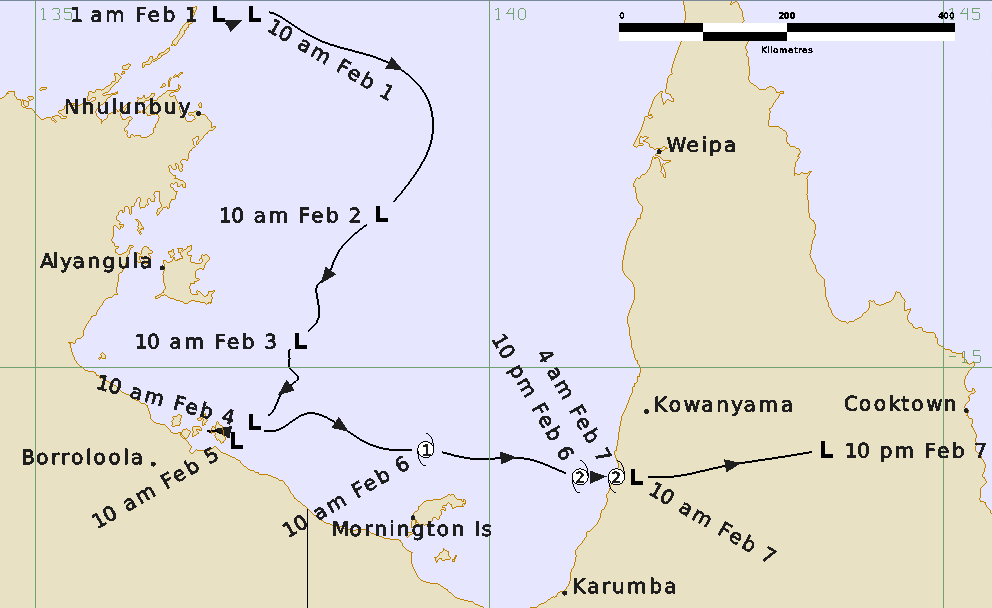 135
1 am Feb 1
L
L
10 am Feb 1
140
0
200
400
Kilometres
145
Nhulunbuy
Weipa
10 am Feb 2
L
Alyangula
10 am Feb 3
L
-15
10 am Feb 4
L
L
Borroloola
10 am Feb 5
10 am Feb 6
1
10 pm Feb 6
4 am Feb 7
2
2
L
10 am Feb 7
Kowanyama
Cooktown
L
10 pm Feb 7
Mornington Is
Karumba